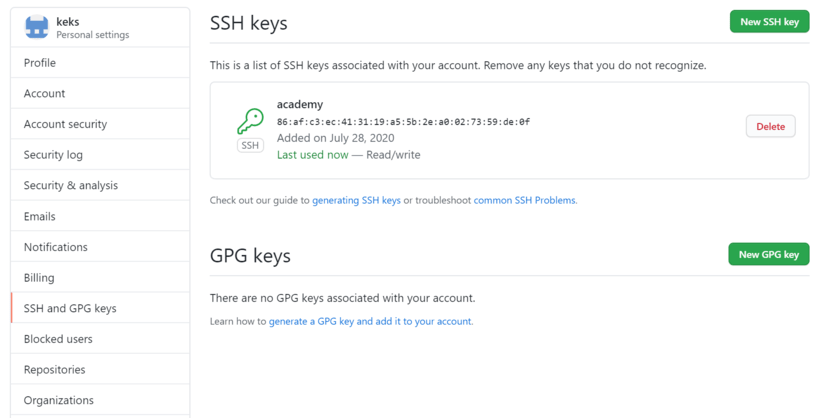 keks
Personal settings
Profile
Account
Account security
Security log
Security & analysis
Emails
Notifications
Billing
SSH and GPG keys
Blocked users
Repositories
Organizations
SSH keys
New SSH key
This is a list of SSH keys associated with your account. Remove any keys that you do not recognize.
academy
86:af:c3:ec:41:31:19:a5:5b:2e:a0:02:73:59:de:0f
SSH
Added on July 28, 2020
Last used now — Read/write
Delete
Check out our guide to generating SSH keys or troubleshoot common SSH Problems.
GPG keys
New GPG key
There are no GPG keys associated with your account.
Learn how to generate a GPG key and add it to your account.